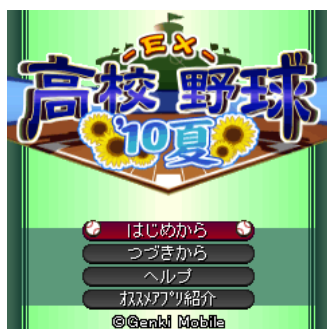 EX
高校野球
'10夏
はじめから
つづきから
ヘルプ
ｵｽｽﾒｱﾌﾟﾘ紹介
©Genki Mobile